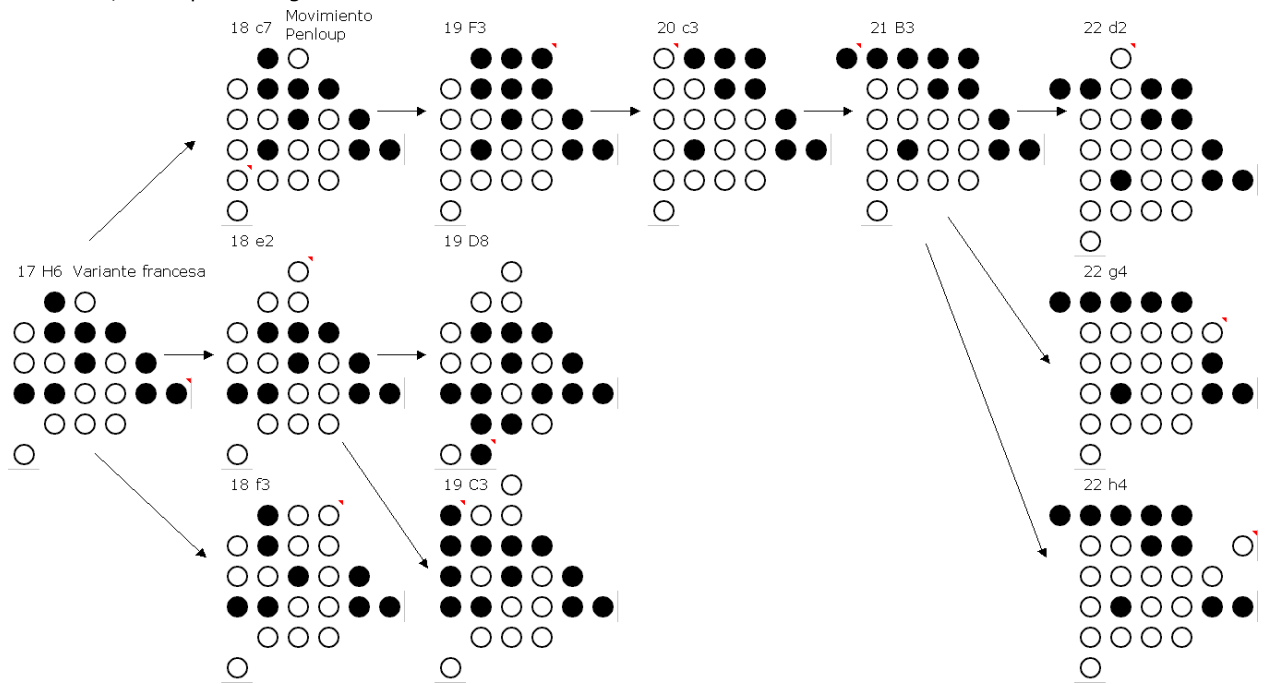 Movimiento
18 c7
Penloup
19 F3
20 c3
21 B3
22 d2
18 e2
19 D8
17 H6 Variante francesa
22 g4
18 f3
19 C3
22 h4